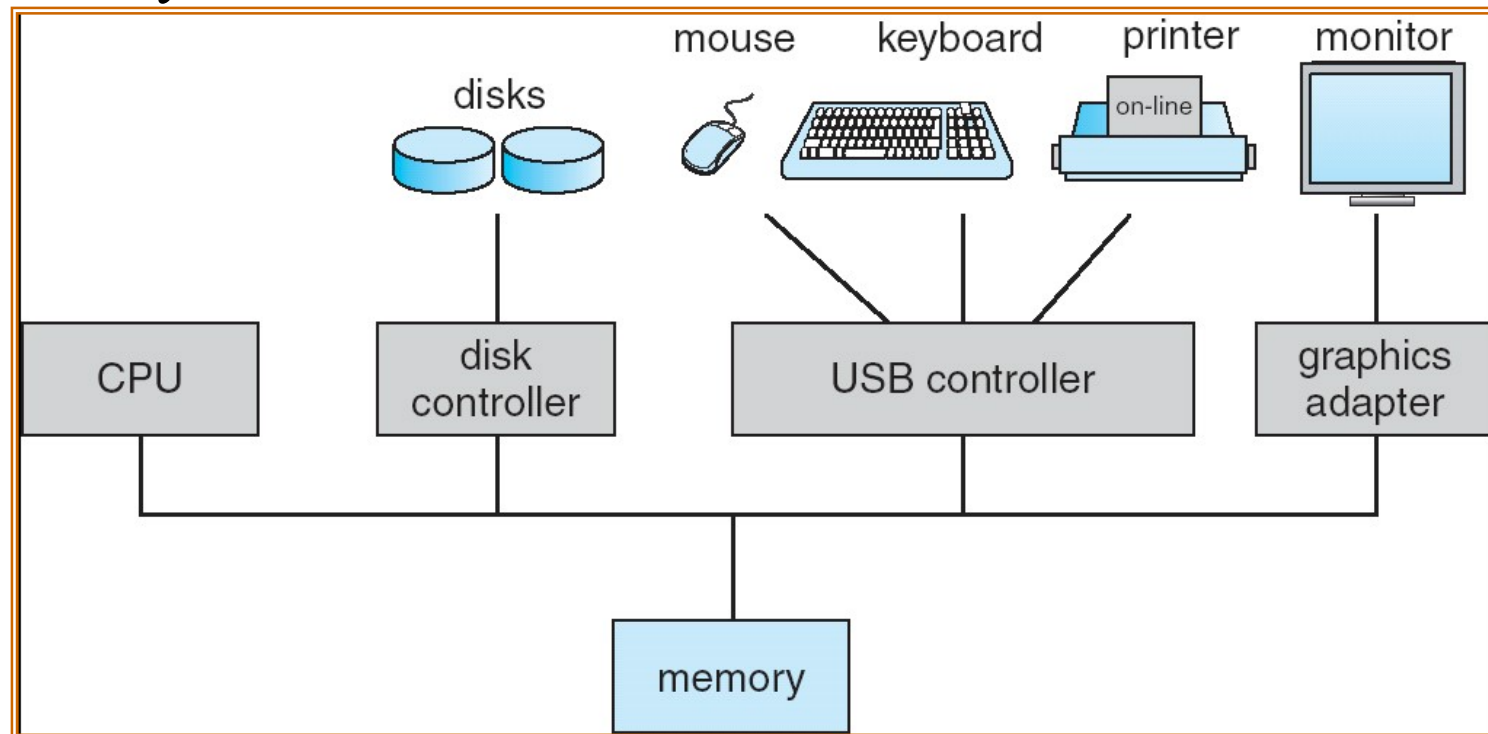 mouse keyboard printer monitor
disks
on-line
CPU
disk
controller
USB controller
graphics
adapter
memory